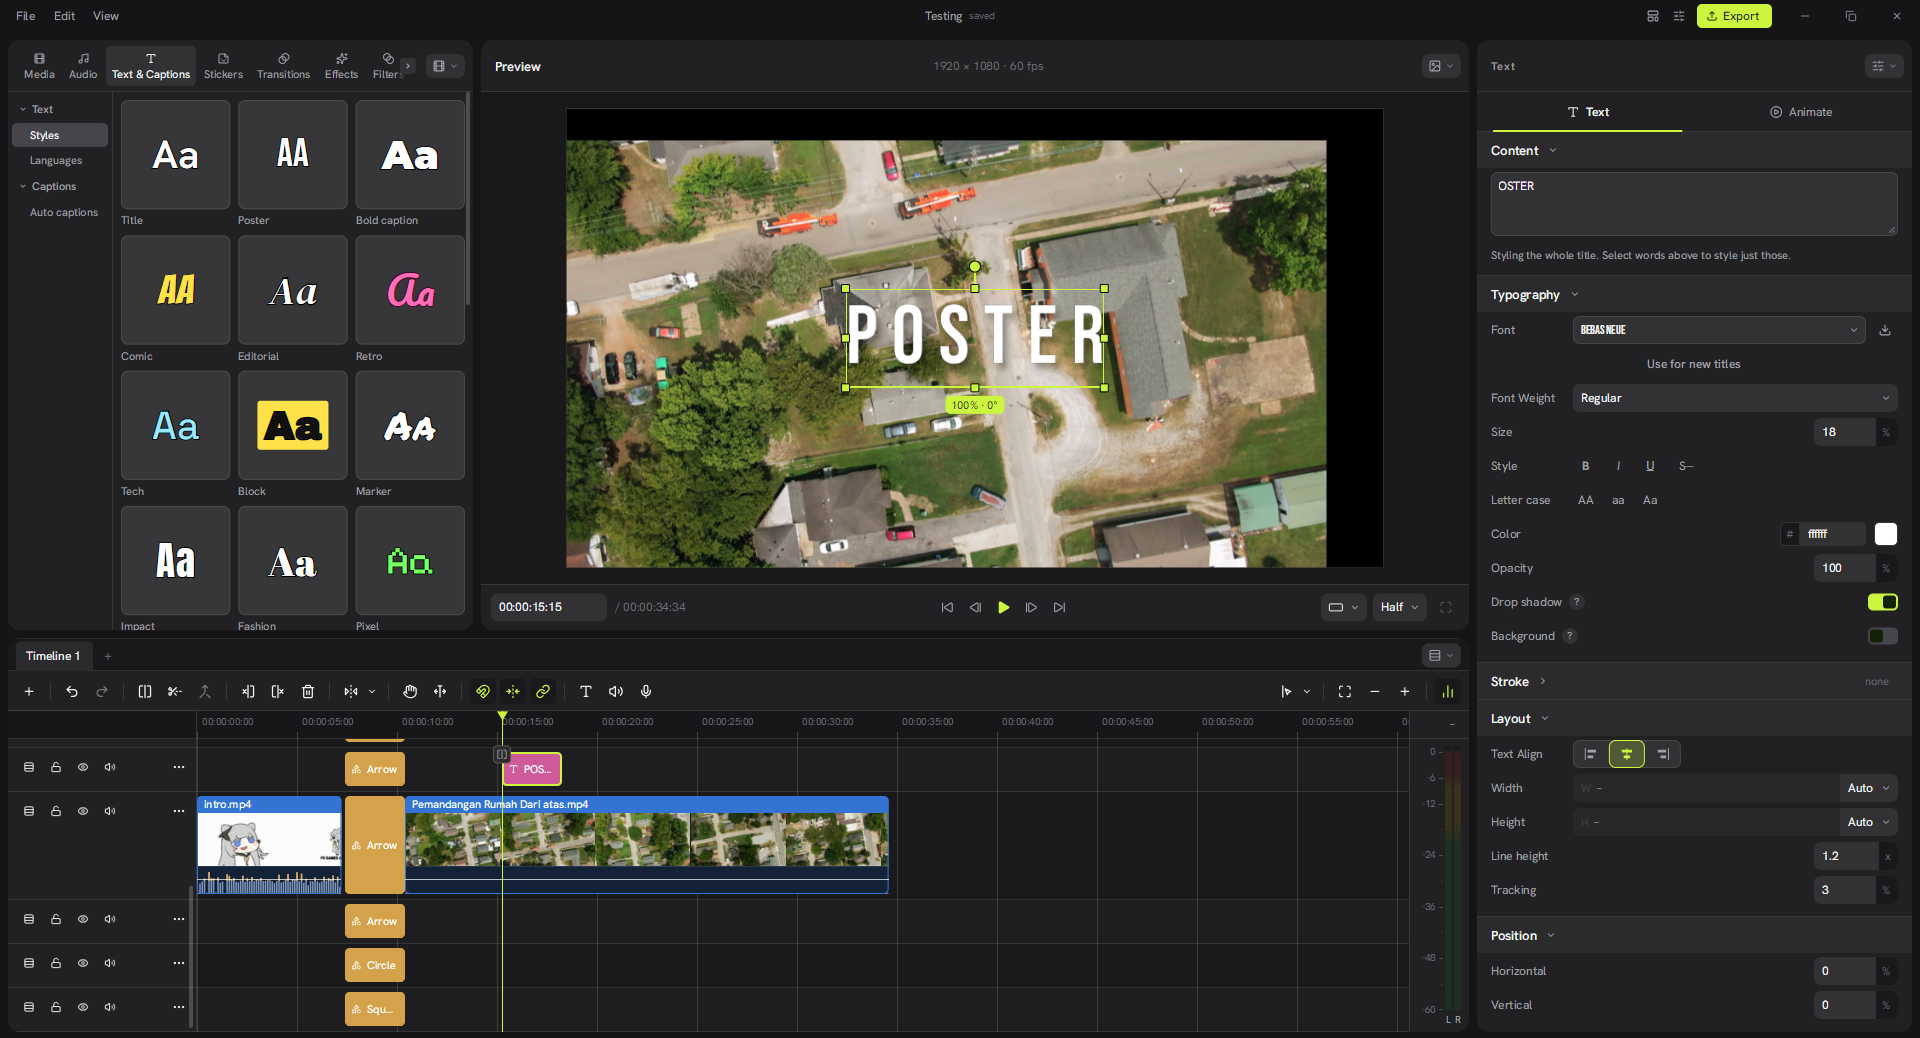 File Edit View
Testing saved
Export
Media Audio Text & Captions Stickers Transitions Effects Filters
Text
Styles
Languages
Captions
Auto captions
Aa AA Aa
Title Poster Bold caption
AA Aa Aa
Comic Editorial Retro
Aa Aa AA
Tech Block Marker
Aa Aa Aa
Impact Fashion Pixel
Preview
1920 × 1080 · 60 fps
POSTER
100% · 0°
00:00:15:15 / 00:00:34:34
Half
Text
Text Animate
Content
OSTER
Styling the whole title. Select words above to style just those.
Typography
Font BEBAS NEUE
Use for new titles
Font Weight Regular
Size 18 %
Style B I U S
Letter case AA aa Aa
Color # ffffff
Opacity 100 %
Drop shadow ?
Background ?
Stroke none
Layout
Text Align
Width W – Auto
Height H – Auto
Line height 1.2 x
Tracking 3 %
Position
Horizontal 0 %
Vertical 0 %
Timeline 1 +
00:00:00:00 00:00:05:00 00:00:10:00 00:00:15:00 00:00:20:00 00:00:25:00 00:00:30:00 00:00:35:00 00:00:40:00 00:00:45:00 00:00:50:00 00:00:55:00 0
Arrow T POS...
intro.mp4 Pemandangan Rumah Dari atas.mp4
Arrow
Arrow
Circle
Squ...
0
-6
-12
-24
-36
-48
-60
L R